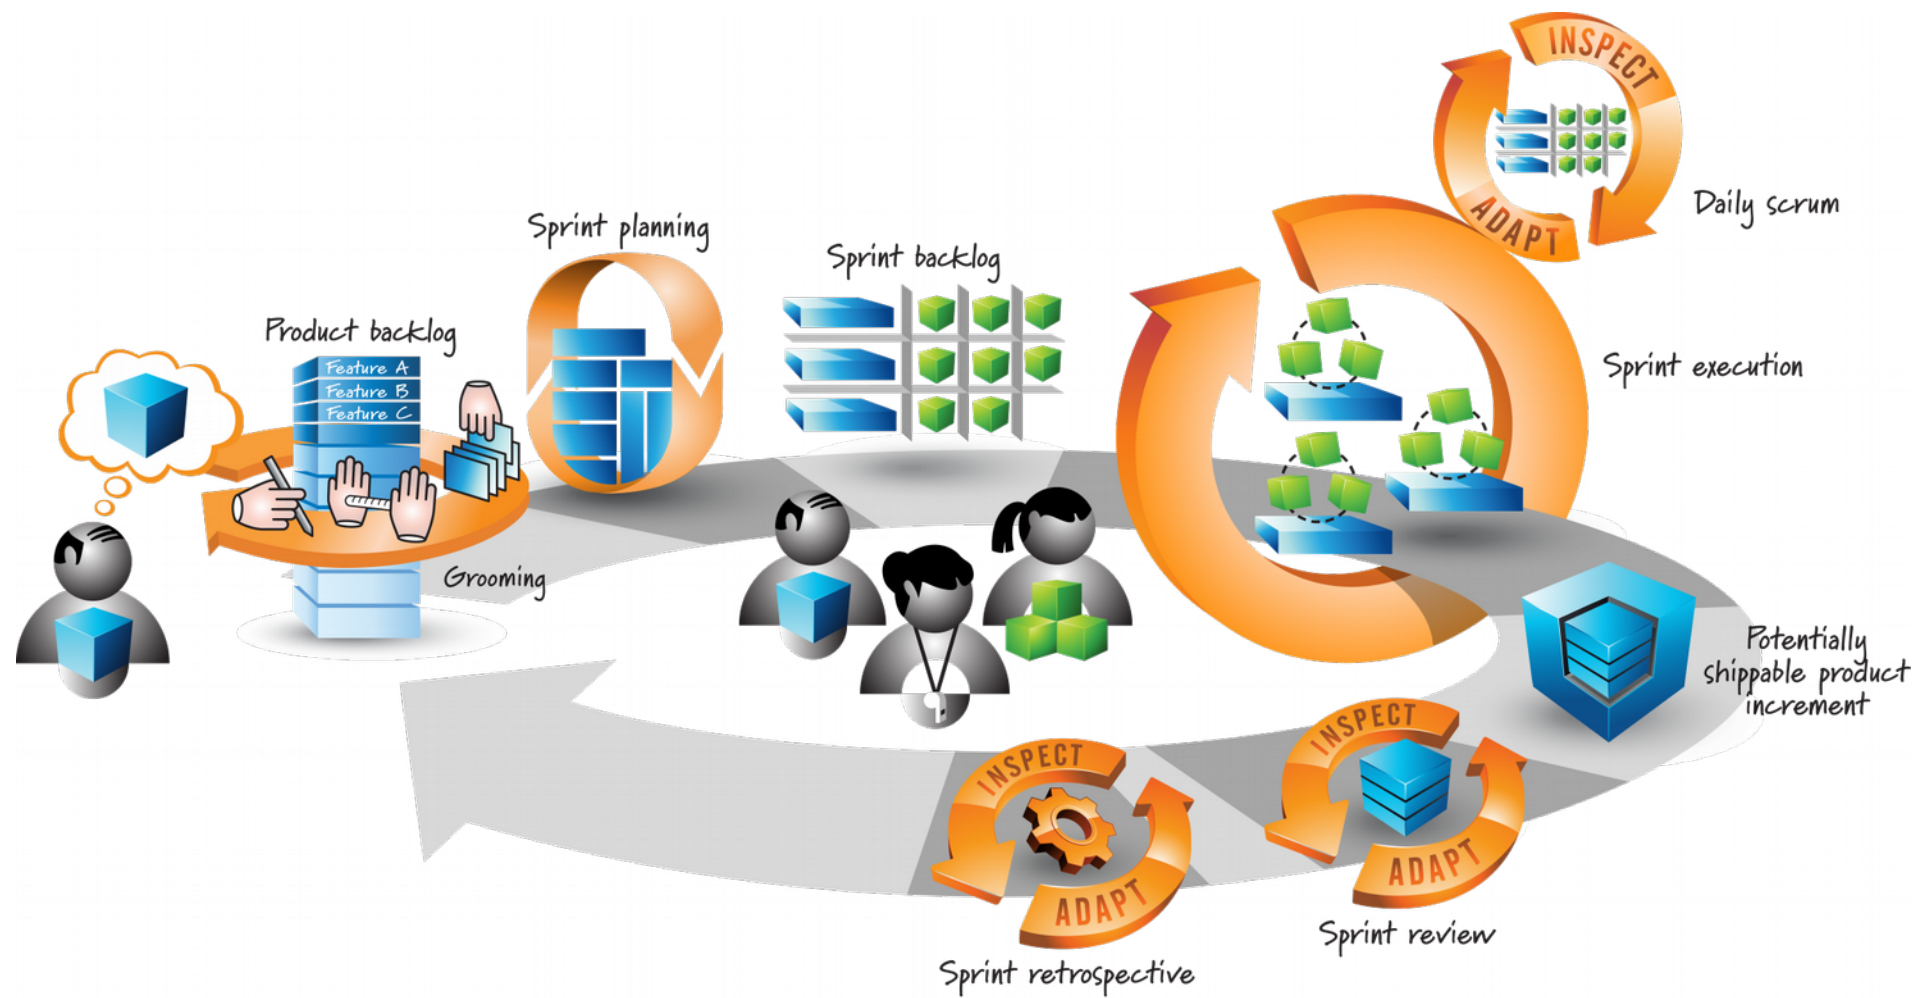 INSPECT
ADAPT
Daily scrum
Sprint planning
Sprint backlog
Product backlog
Feature A
Feature B
Feature C
Sprint execution
Grooming
Potentially
shippable product
increment
INSPECT
ADAPT
Sprint review
INSPECT
ADAPT
Sprint retrospective